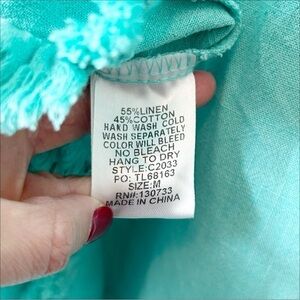 55%LINEN
45%COTTON
HAND WASH COLD
WASH SEPARATELY
COLOR WILL BLEED
NO BLEACH
HANG TO DRY
STYLE:C2033
PO: TL68163
SIZE:M
RN#:130733
MADE IN CHINA